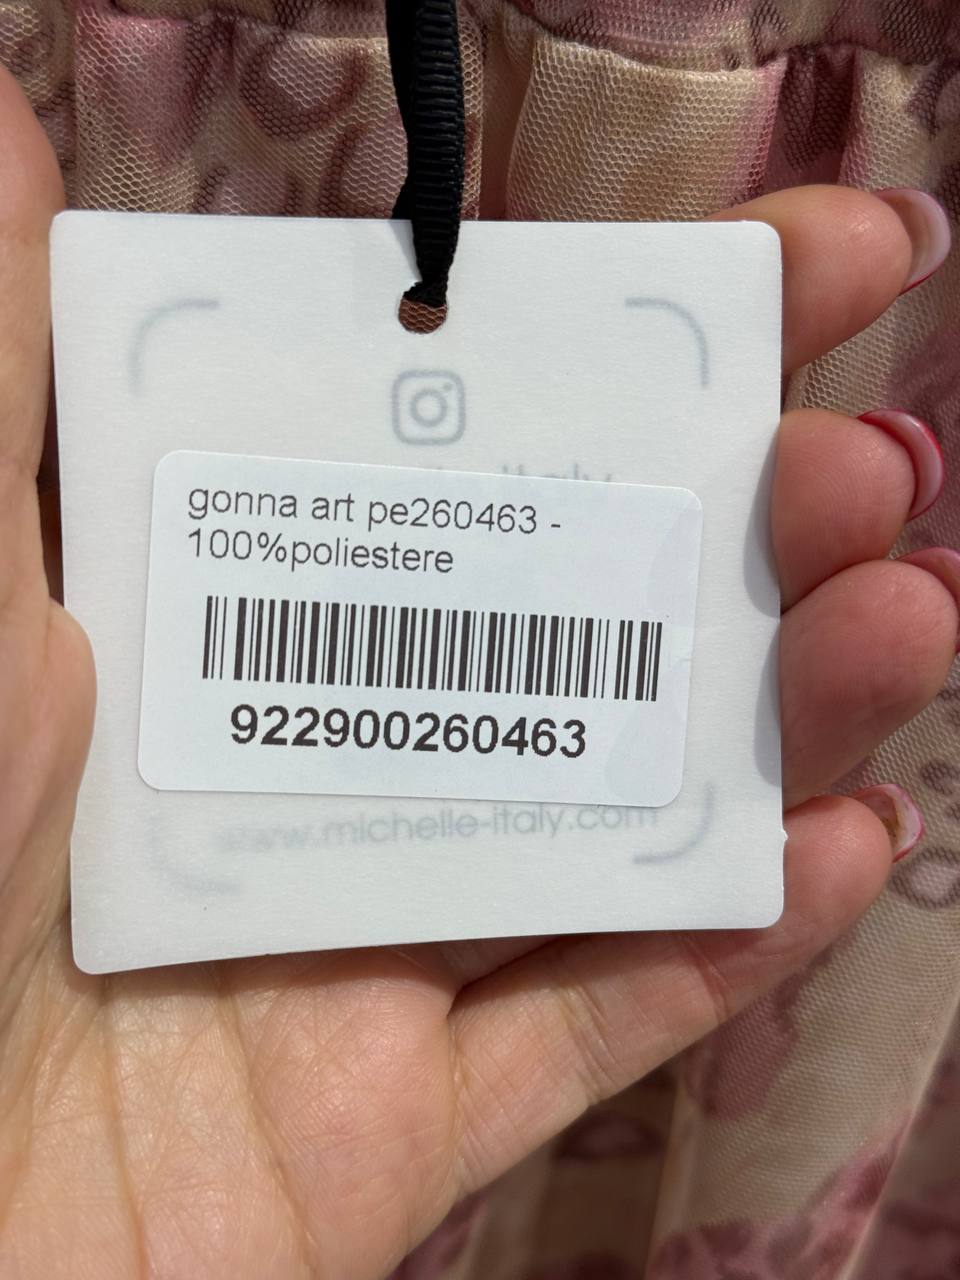 gonna art pe260463 -
100%poliestere
922900260463
www.michelle-italy.com